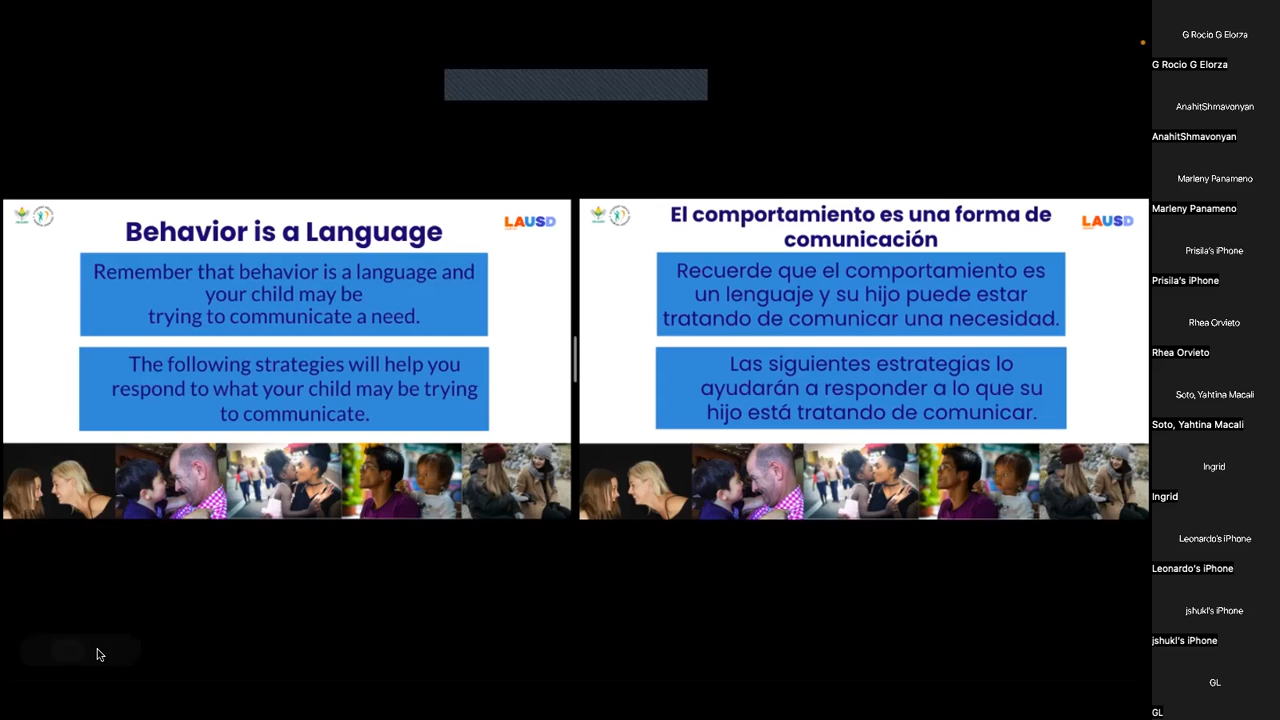 Behavior is a Language
LAUSD
Remember that behavior is a language and
your child may be
trying to communicate a need.
The following strategies will help you
respond to what your child may be trying
to communicate.
El comportamiento es una forma de
comunicación
LAUSD
Recuerde que el comportamiento es
un lenguaje y su hijo puede estar
tratando de comunicar una necesidad.
Las siguientes estrategias lo
ayudarán a responder a lo que su
hijo está tratando de comunicar.
G Rocio G Elorza
G Rocio G Elorza
AnahitShmavonyan
AnahitShmavonyan
Marleny Panameno
Marleny Panameno
Prisila's iPhone
Prisila's iPhone
Rhea Orvieto
Rhea Orvieto
Soto, Yahtina Macali
Soto, Yahtina Macali
Ingrid
Ingrid
Leonardo's iPhone
Leonardo's iPhone
jshukl's iPhone
jshukl's iPhone
GL
GL